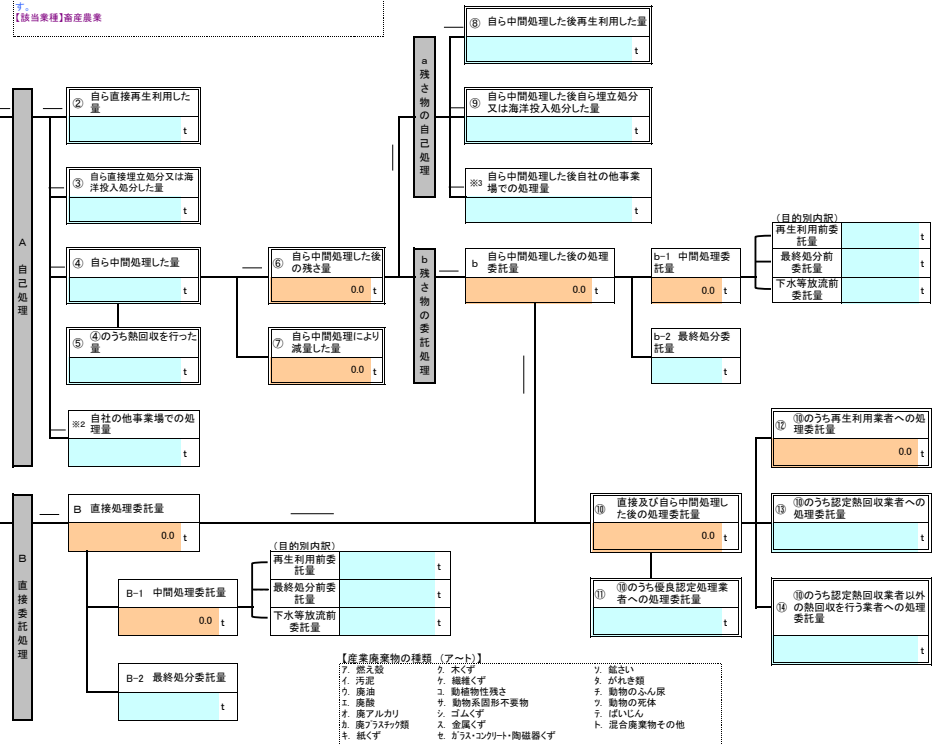 す。
【該当業種】畜産農業
⑧ 自ら中間処理した後再生利用した量
t
a 残さ物の自己処理
② 自ら直接再生利用した
量
t
⑨ 自ら中間処理した後自ら埋立処分
又は海洋投入処分した量
t
③ 自ら直接埋立処分又は海
洋投入処分した量
t
※3 自ら中間処理した後自社の他事業
場での処理量
t
A 自己処理
④ 自ら中間処理した量
t
⑥ 自ら中間処理した後
の残さ量
0.0 t
b 残さ物の委託処理
b 自ら中間処理した後の処理
委託量
0.0 t
b-1 中間処理委
託量
0.0 t
(目的別内訳)
再生利用前委
託量
t
最終処分前
委託量
t
下水等放流前
委託量
t
⑤ ④のうち熱回収を行った
量
t
⑦ 自ら中間処理により
減量した量
0.0 t
b-2 最終処分委
託量
t
※2 自社の他事業場での処
理量
t
⑫ ⑩のうち再生利用業者への処
理委託量
0.0 t
B 直接委託処理
B 直接処理委託量
0.0 t
⑩ 直接及び自ら中間処理し
た後の処理委託量
0.0 t
⑬ ⑩のうち認定熱回収業者への
処理委託量
t
(目的別内訳)
再生利用前委
託量
t
最終処分前委
託量
t
下水等放流前
委託量
t
B-1 中間処理委託量
0.0 t
⑪ ⑩のうち優良認定処理業
者への処理委託量
t
⑭ ⑩のうち認定熱回収業者以外
の熱回収を行う業者への処理
委託量
t
B-2 最終処分委託量
t
【産業廃棄物の種類 (ア～ト)】
ア. 燃え殻
イ. 汚泥
ウ. 廃油
エ. 廃酸
オ. 廃アルカリ
カ. 廃プラスチック類
キ. 紙くず
ク. 木くず
ケ. 繊維くず
コ. 動植物性残さ
サ. 動物系固形不要物
シ. ゴムくず
ス. 金属くず
セ. ガラス・コンクリート・陶磁器くず
ソ. 鉱さい
タ. がれき類
チ. 動物のふん尿
ツ. 動物の死体
テ. ばいじん
ト. 混合廃棄物その他